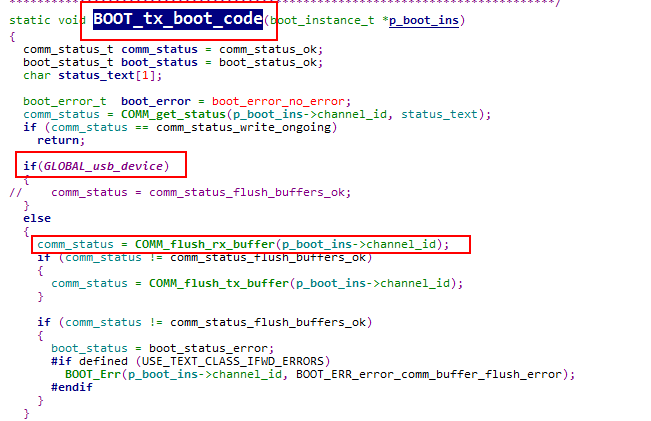 *****************************************************************************/
static void BOOT_tx_boot_code(boot_instance_t *p_boot_ins)
{
comm_status_t comm_status = comm_status_ok;
boot_status_t boot_status = boot_status_ok;
char status_text[1];
boot_error_t boot_error = boot_error_no_error;
comm_status = COMM_get_status(p_boot_ins->channel_id, status_text);
if (comm_status == comm_status_write_ongoing)
return;
if(GLOBAL_usb_device)
{
// comm_status = comm_status_flush_buffers_ok;
}
else
{
comm_status = COMM_flush_rx_buffer(p_boot_ins->channel_id);
if (comm_status != comm_status_flush_buffers_ok)
{
comm_status = COMM_flush_tx_buffer(p_boot_ins->channel_id);
}
if (comm_status != comm_status_flush_buffers_ok)
{
boot_status = boot_status_error;
#if defined (USE_TEXT_CLASS_IFWD_ERRORS)
BOOT_Err(p_boot_ins->channel_id, BOOT_ERR_error_comm_buffer_flush_error);
#endif
}
}